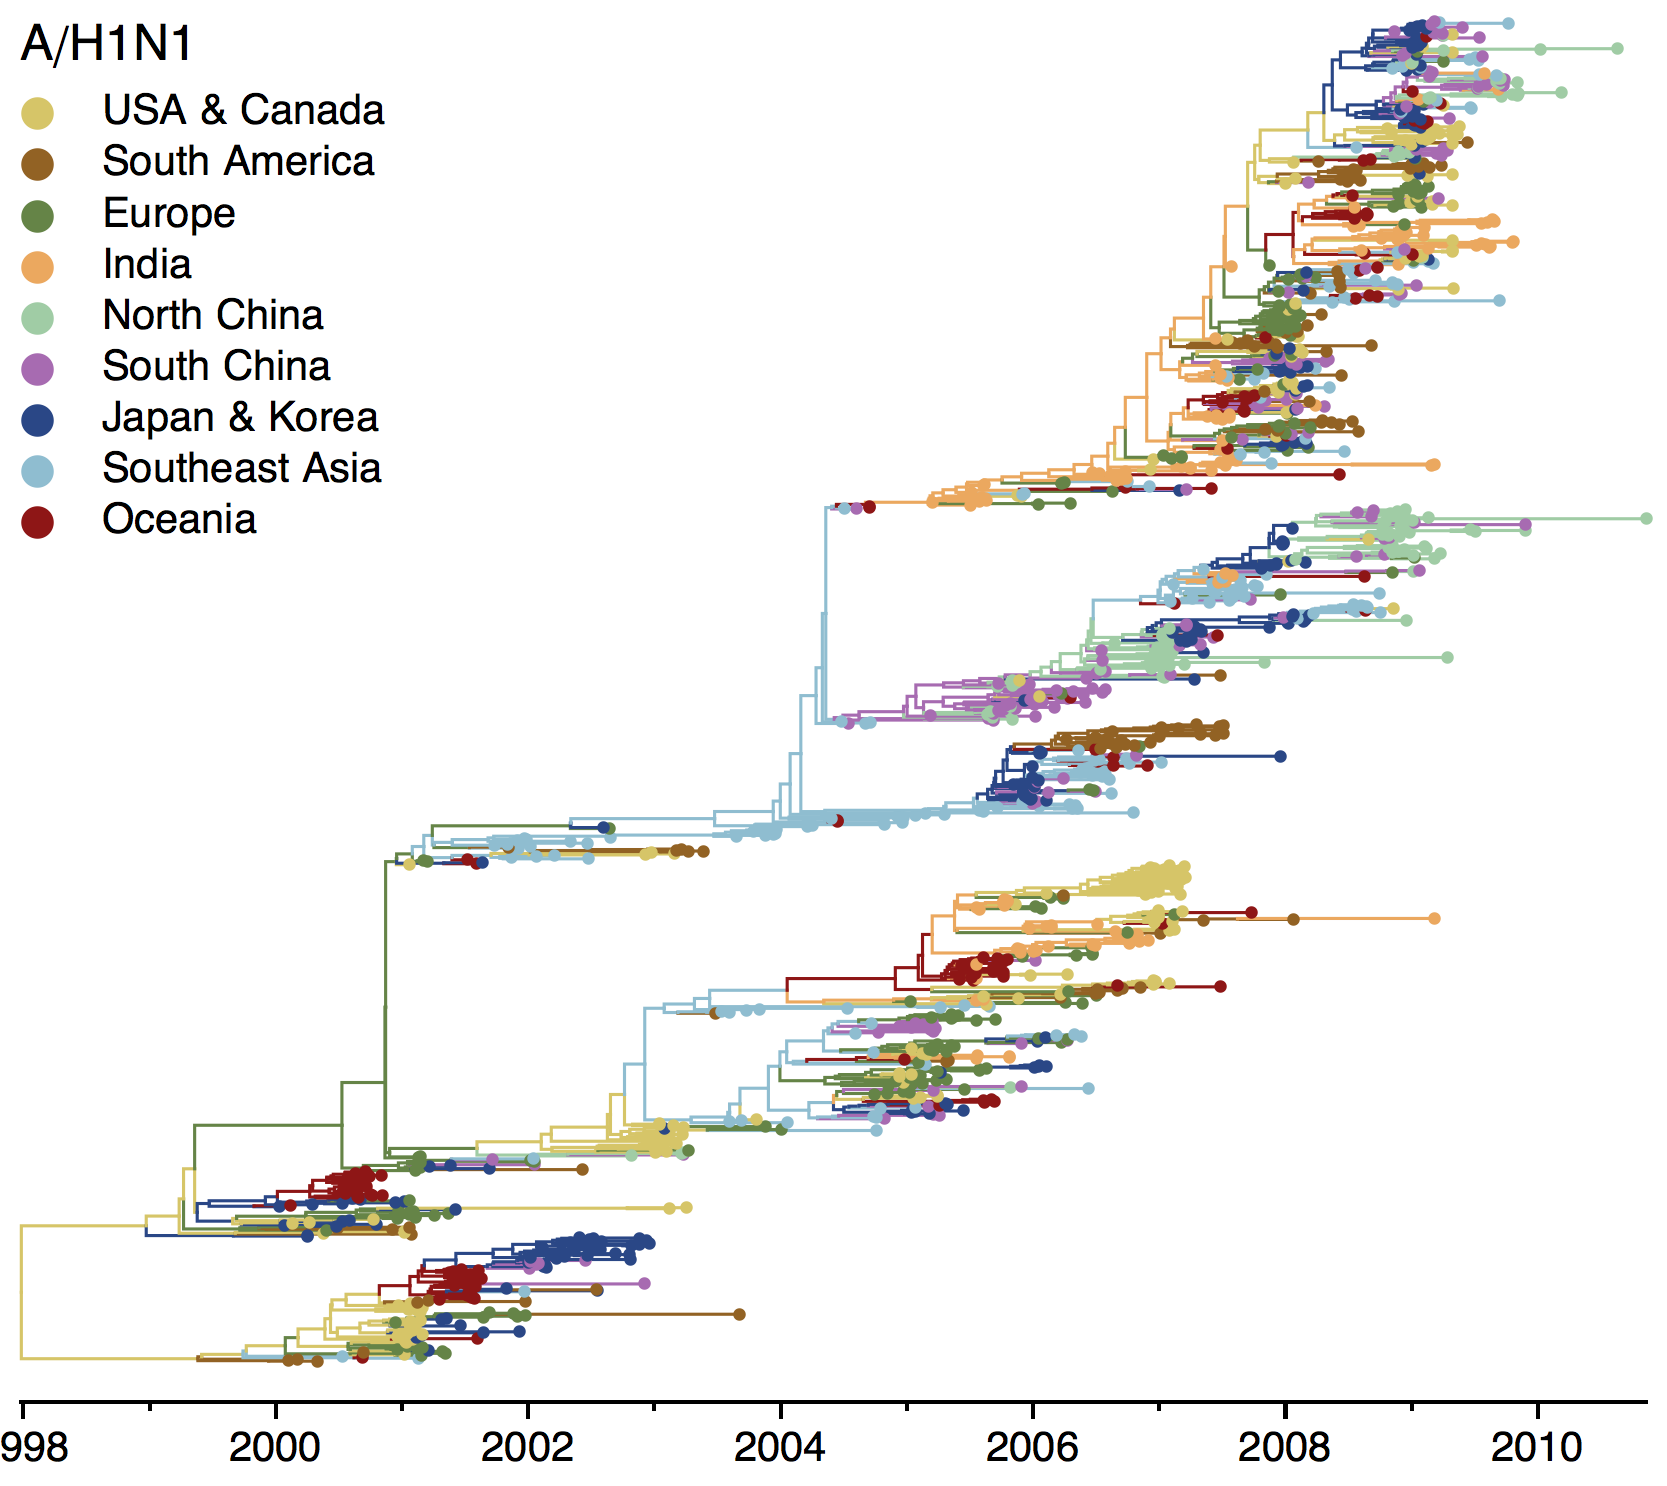 A/H1N1
USA & Canada
South America
Europe
India
North China
South China
Japan & Korea
Southeast Asia
Oceania
998 2000 2002 2004 2006 2008 2010